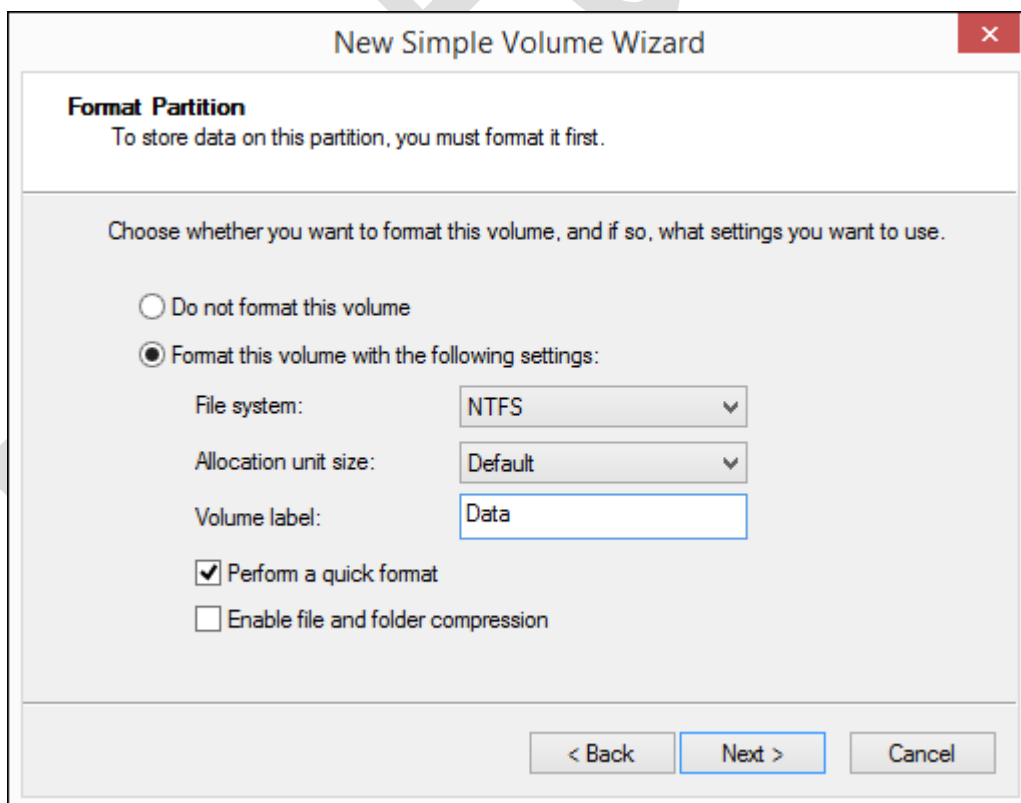 New Simple Volume Wizard
Format Partition
To store data on this partition, you must format it first.
Choose whether you want to format this volume, and if so, what settings you want to use.
Do not format this volume
Format this volume with the following settings:
File system: NTFS
Allocation unit size: Default
Volume label: Data
Perform a quick format
Enable file and folder compression
< Back Next > Cancel